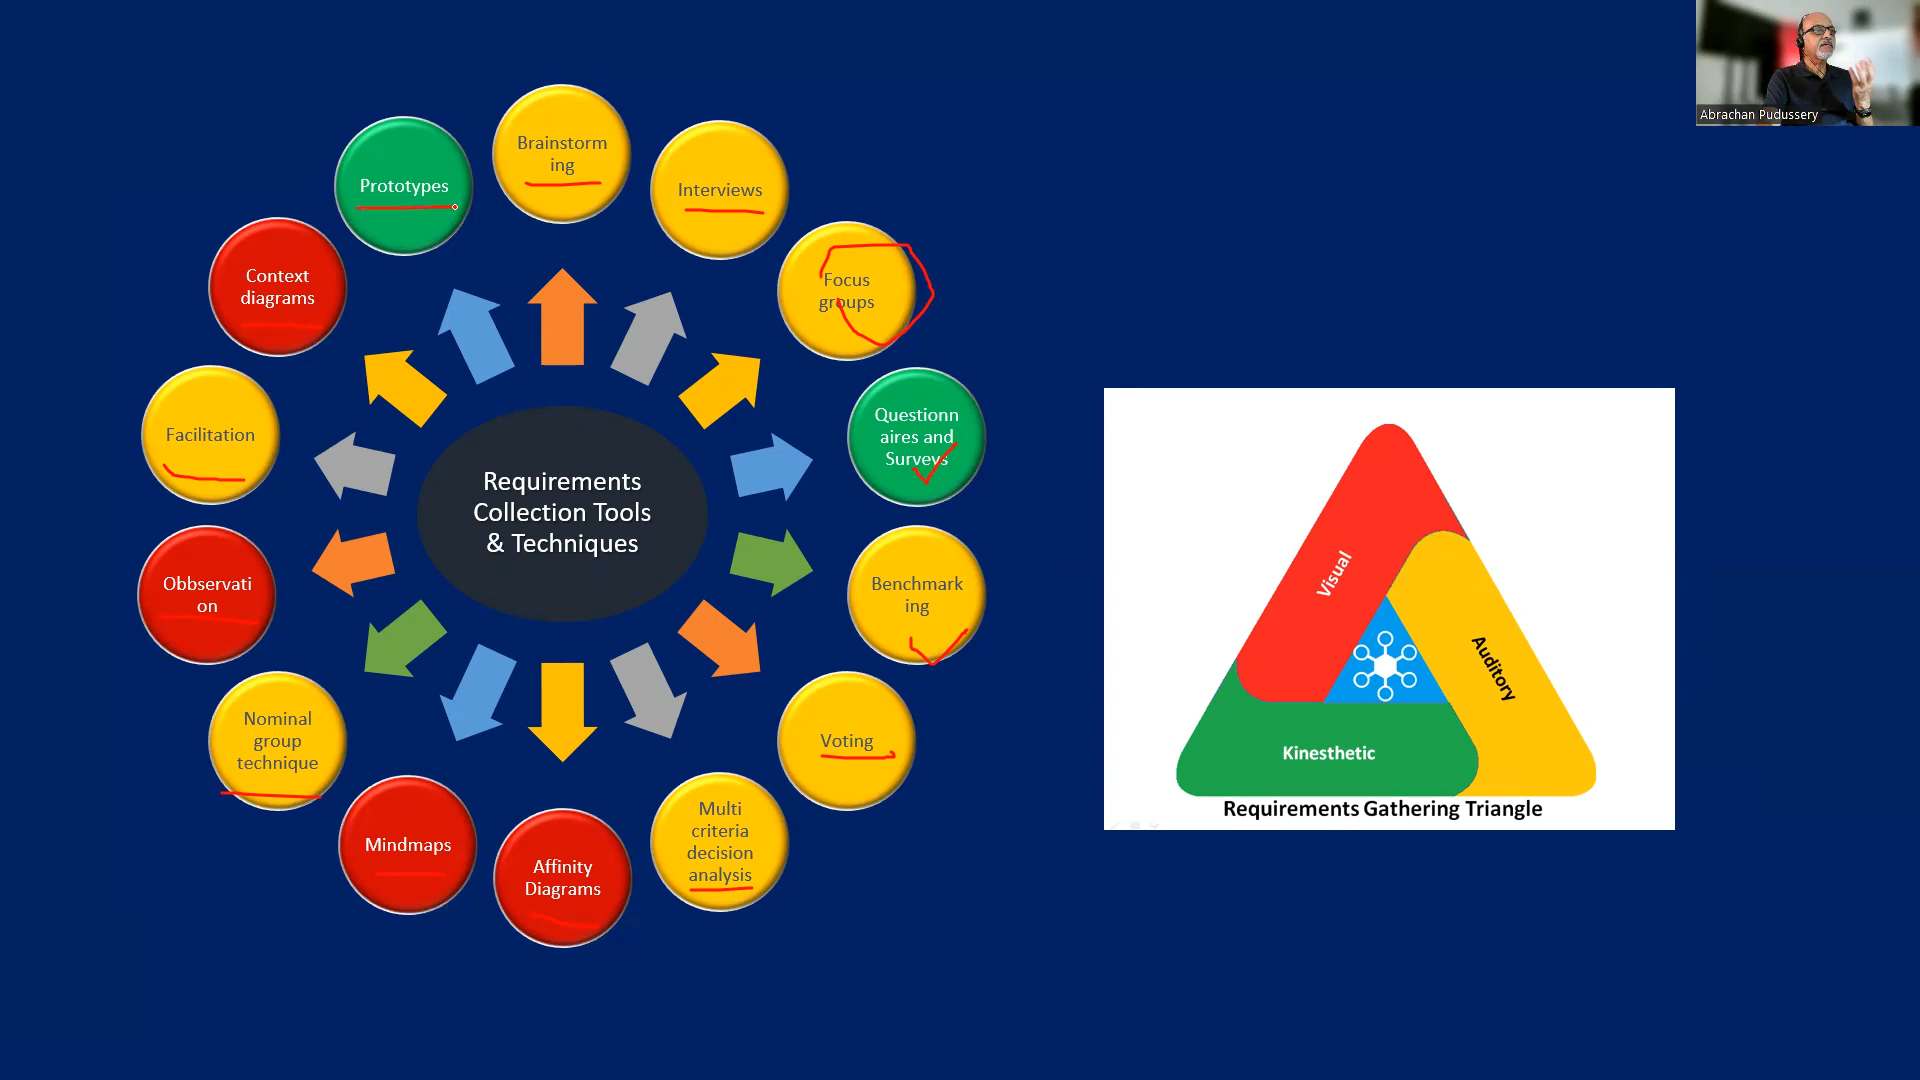 Brainstorm
ing
Interviews
Focus
groups
Questionn
aires and
Surveys
Benchmark
ing
Voting
Multi
criteria
decision
analysis
Affinity
Diagrams
Mindmaps
Nominal
group
technique
Obbservati
on
Facilitation
Context
diagrams
Prototypes
Requirements
Collection Tools
& Techniques
Visual
Auditory
Kinesthetic
Requirements Gathering Triangle
Abrachan Pudussery